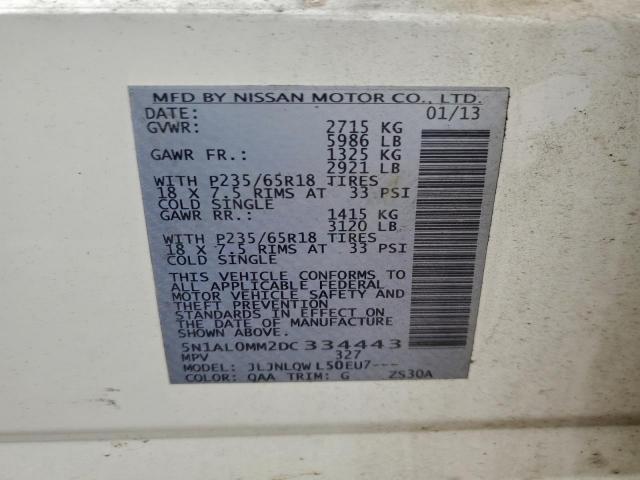 MFD BY NISSAN MOTOR CO., LTD.
DATE: 01/13
GVWR: 2715 KG
5986 LB
GAWR FR.: 1325 KG
2921 LB
WITH P235/65R18 TIRES
18 X 7.5 RIMS AT 33 PSI
COLD SINGLE
GAWR RR.: 1415 KG
3120 LB
WITH P235/65R18 TIRES
18 X 7.5 RIMS AT 33 PSI
COLD SINGLE
THIS VEHICLE CONFORMS TO
ALL APPLICABLE FEDERAL
MOTOR VEHICLE SAFETY AND
THEFT PREVENTION
STANDARDS IN EFFECT ON
THE DATE OF MANUFACTURE
SHOWN ABOVE.
5N1AL0MM2DC 334443
MPV 327
MODEL: JLJNLQW L50EU7---
COLOR: QAA TRIM: G ZS30A